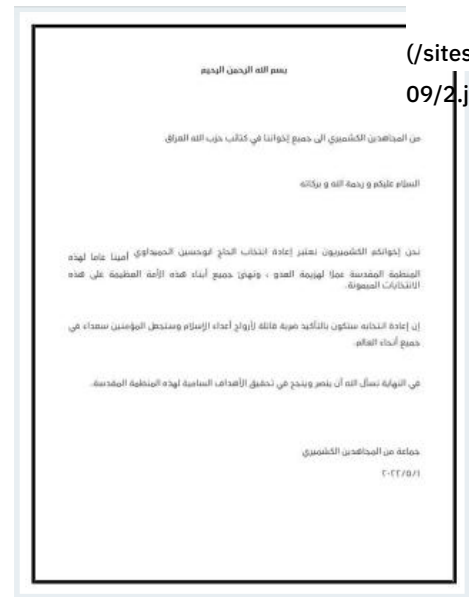 (/sites
09/2.j
بسم الله الرحمن الرحيم
من المجاهدين الكشميري الى جميع إخواننا في كتائب حزب الله العراق
السلام عليكم و رحمة الله و بركاته
نحن إخوانكم الكشميريون نعتبر إعادة انتخاب الحاج ابوحسين الحميداوي أمينا عاما لهذه
المنظمة المقدسة عملا لهزيمة العدو ، ونهنئ جميع أبناء هذه الأمة العظيمة على هذه
الانتخابات الميمونة.
إن إعادة انتخابه ستكون بالتأكيد ضربة قاتلة لأرواح أعداء الإسلام وستجعل المؤمنين سعداء في
جميع أنحاء العالم.
في النهاية نسأل الله أن ينصر وينجح في تحقيق الأهداف السامية لهذه المنظمة المقدسة.
جماعة من المجاهدين الكشميري